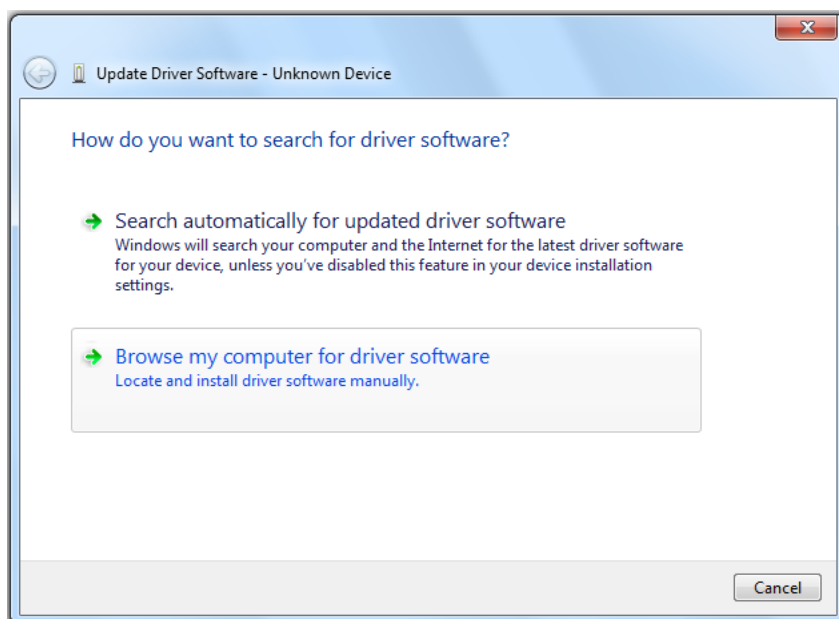 Update Driver Software - Unknown Device
How do you want to search for driver software?
Search automatically for updated driver software
Windows will search your computer and the Internet for the latest driver software
for your device, unless you've disabled this feature in your device installation
settings.
Browse my computer for driver software
Locate and install driver software manually.
Cancel